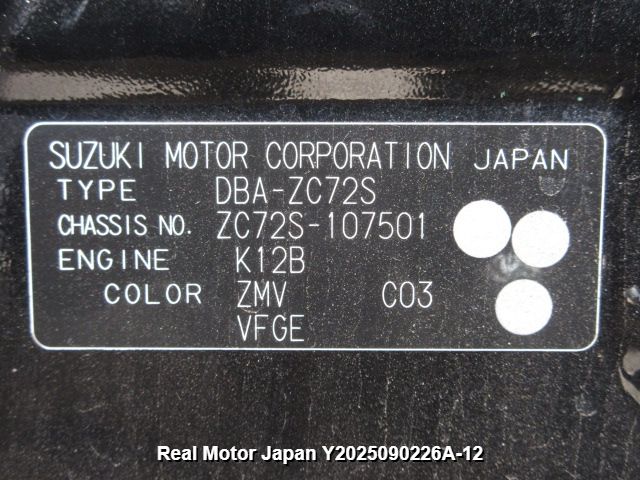 SUZUKI MOTOR CORPORATION JAPAN
TYPE DBA-ZC72S
CHASSIS NO. ZC72S-107501
ENGINE K12B
COLOR ZMV C03
VFGE
Real Motor Japan Y2025090226A-12